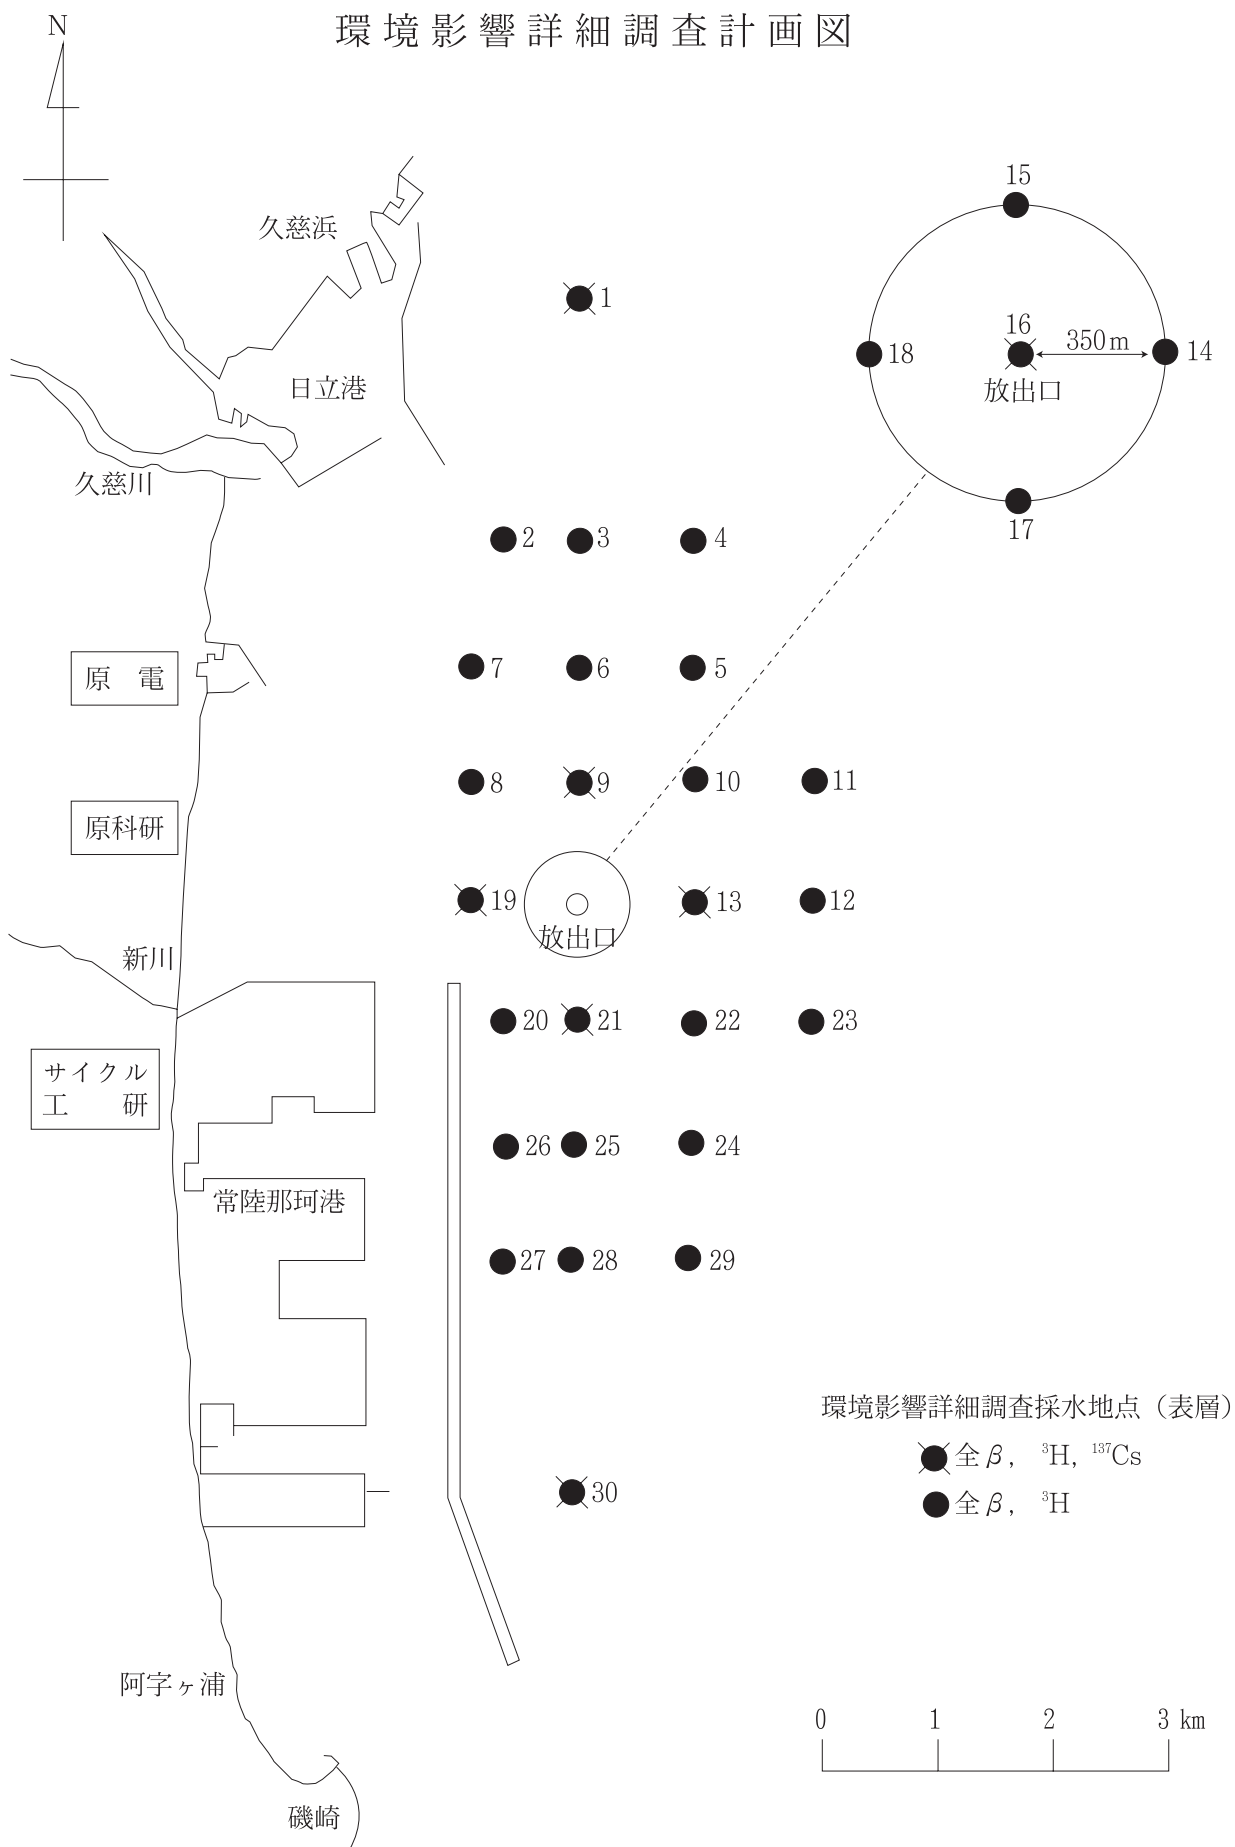 環境影響詳細調査計画図
N
久慈浜
日立港
久慈川
原 電
原科研
新川
サイクル
工 研
常陸那珂港
阿字ヶ浦
磯崎
1
2
3
4
7
6
5
8
9
10
11
19
放出口
13
12
20
21
22
23
26
25
24
27
28
29
30
15
18
16
350m
14
放出口
17
環境影響詳細調査採水地点(表層)
全β, ³H, ¹³⁷Cs
全β, ³H
0 1 2 3 km